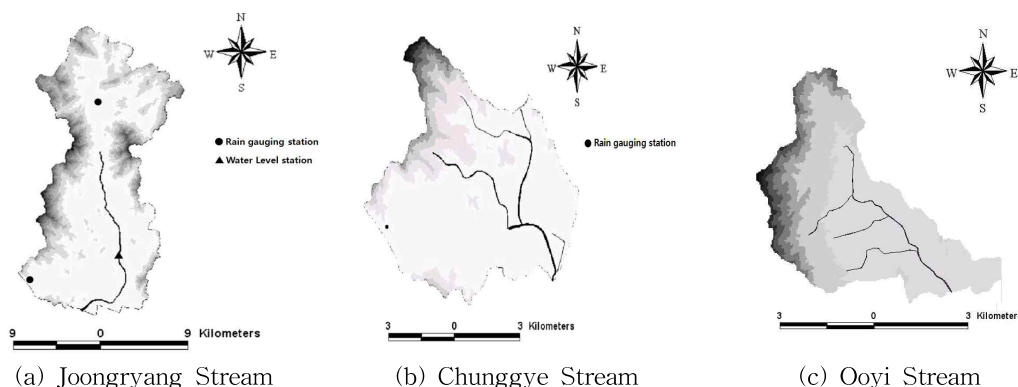 N
W E
S
Rain gauging station
Water Level station
9 0 9 Kilometers
(a) Joongryang Stream
N
W E
S
Rain gauging station
3 0 3 Kilometers
(b) Chunggye Stream
N
W E
S
3 0 3 Kilometer
(c) Ooyi Stream